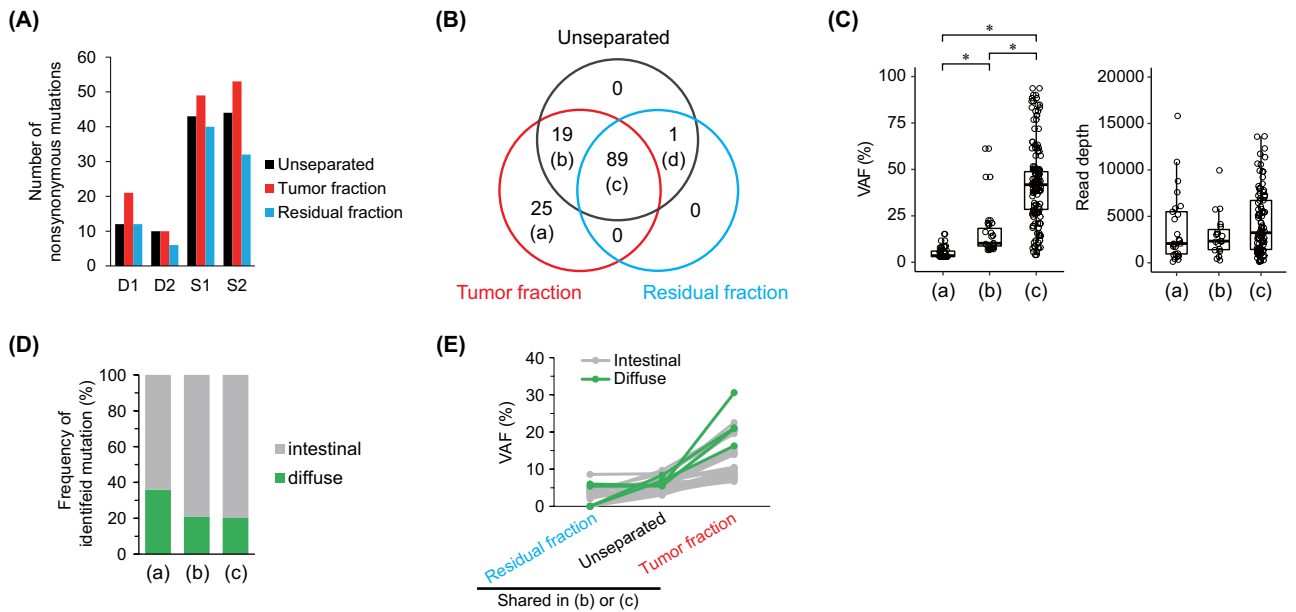 (A)
Number of
nonsynonymous mutations
60
50
40
30
20
10
0
D1 D2 S1 S2
Unseparated
Tumor fraction
Residual fraction
(B)
Unseparated
0
19
(b)
1
(d)
89
(c)
25
(a)
0
0
Tumor fraction
Residual fraction
(C)
*
* *
VAF (%)
100
75
50
25
0
(a) (b) (c)
Read depth
20000
15000
10000
5000
0
(a) (b) (c)
(D)
Frequency of
identifeid mutation (%)
100
80
60
40
20
0
(a) (b) (c)
intestinal
diffuse
(E)
VAF (%)
40
30
20
10
0
Intestinal
Diffuse
Residual fraction
Unseparated
Tumor fraction
Shared in (b) or (c)